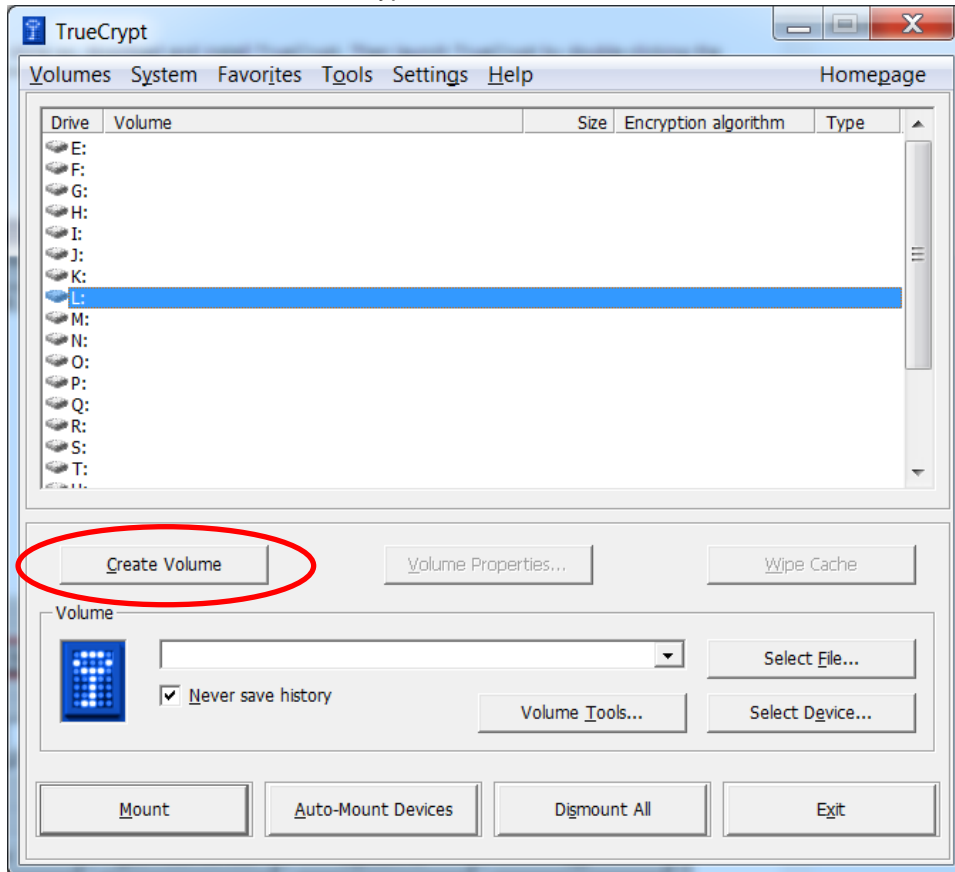 TrueCrypt
Volumes System Favorites Tools Settings Help Homepage
Drive Volume Size Encryption algorithm Type
E:
F:
G:
H:
I:
J:
K:
L:
M:
N:
O:
P:
Q:
R:
S:
T:
Create Volume Volume Properties... Wipe Cache
Volume
Select File...
Never save history
Volume Tools... Select Device...
Mount Auto-Mount Devices Dismount All Exit